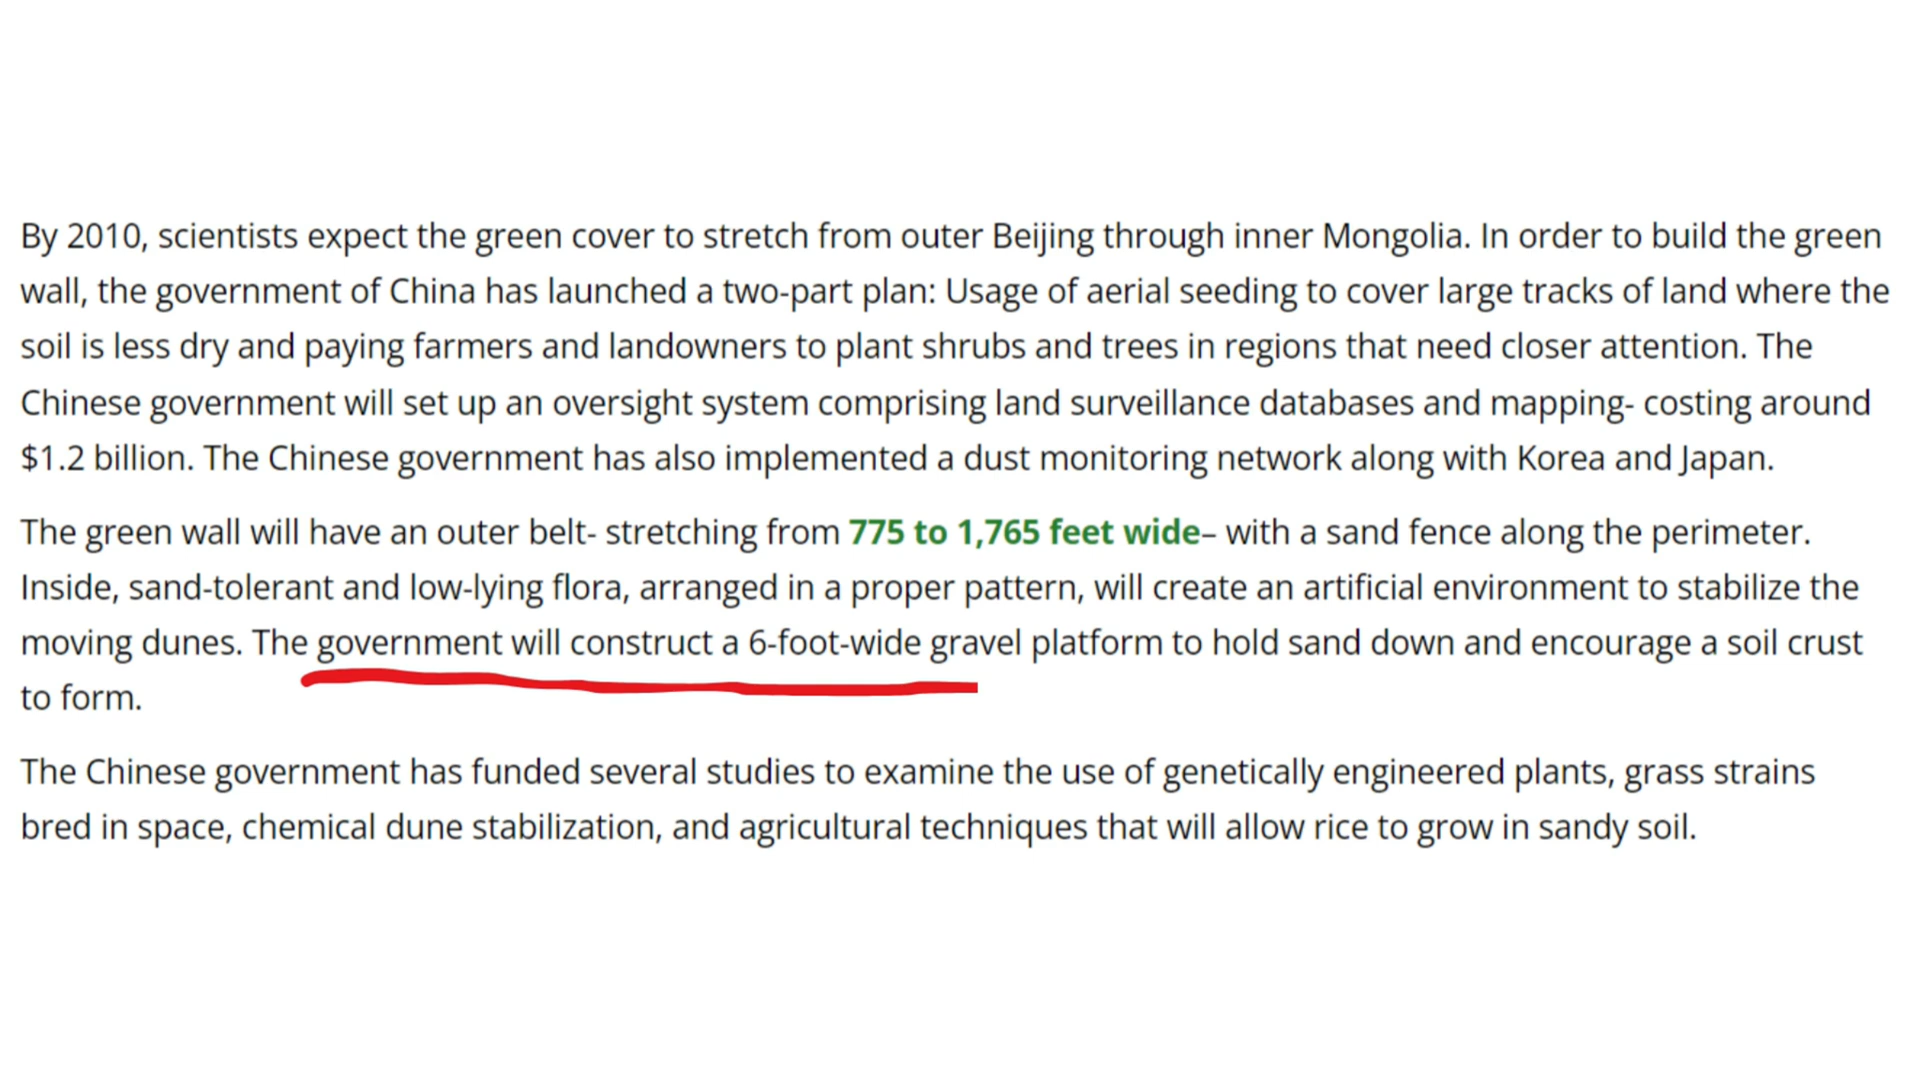 By 2010, scientists expect the green cover to stretch from outer Beijing through inner Mongolia. In order to build the green
wall, the government of China has launched a two-part plan: Usage of aerial seeding to cover large tracks of land where the
soil is less dry and paying farmers and landowners to plant shrubs and trees in regions that need closer attention. The
Chinese government will set up an oversight system comprising land surveillance databases and mapping- costing around
$1.2 billion. The Chinese government has also implemented a dust monitoring network along with Korea and Japan.
The green wall will have an outer belt- stretching from 775 to 1,765 feet wide– with a sand fence along the perimeter.
Inside, sand-tolerant and low-lying flora, arranged in a proper pattern, will create an artificial environment to stabilize the
moving dunes. The government will construct a 6-foot-wide gravel platform to hold sand down and encourage a soil crust
to form.
The Chinese government has funded several studies to examine the use of genetically engineered plants, grass strains
bred in space, chemical dune stabilization, and agricultural techniques that will allow rice to grow in sandy soil.